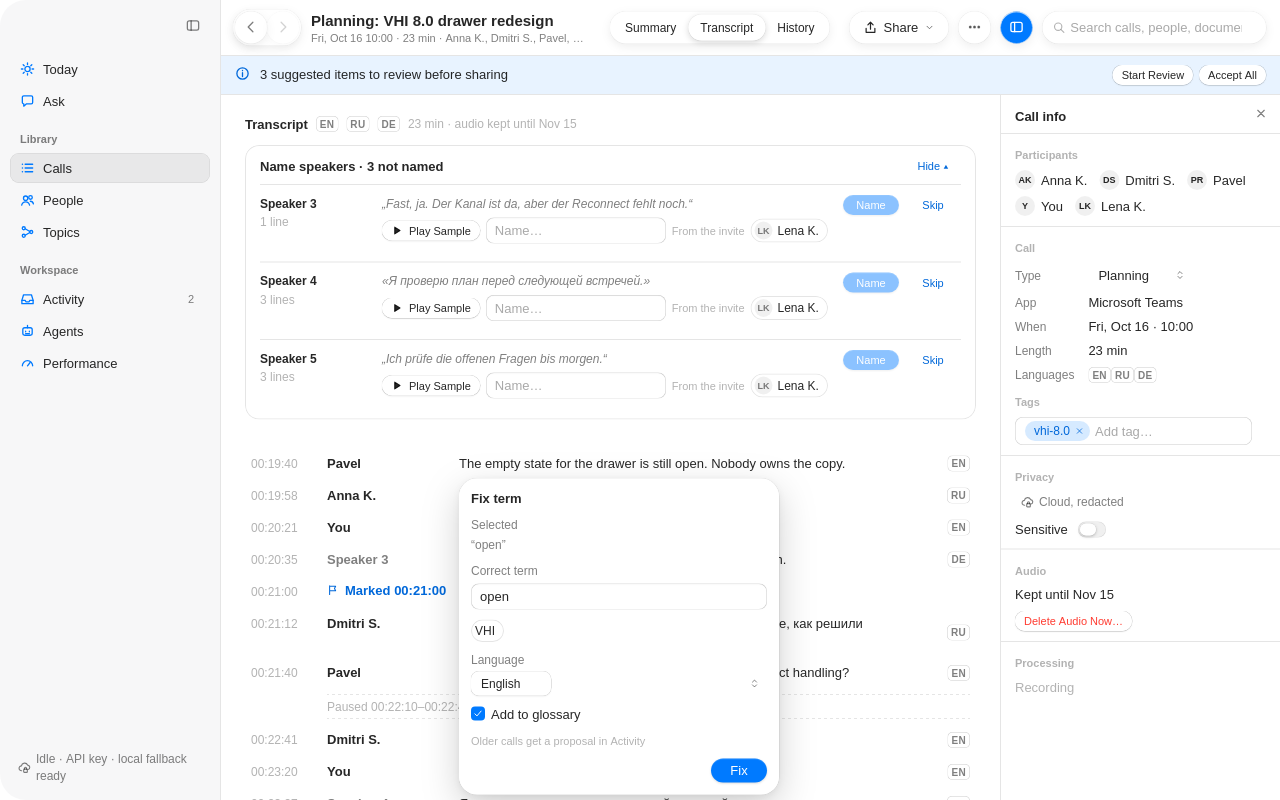 Planning: VHI 8.0 drawer redesign
Fri, Oct 16 10:00 · 23 min · Anna K., Dmitri S., Pavel, …
Summary
Transcript
History
Share
Search calls, people, documen
Today
Ask
Library
Calls
People
Topics
Workspace
Activity 2
Agents
Performance
Idle · API key · local fallback
ready
3 suggested items to review before sharing
Start Review
Accept All
Transcript EN RU DE 23 min · audio kept until Nov 15
Name speakers · 3 not named
Hide
Speaker 3
1 line
„Fast, ja. Der Kanal ist da, aber der Reconnect fehlt noch.“
Play Sample
Name…
From the invite
LK Lena K.
Name
Skip
Speaker 4
3 lines
«Я проверю план перед следующей встречей.»
Play Sample
Name…
From the invite
LK Lena K.
Name
Skip
Speaker 5
3 lines
„Ich prüfe die offenen Fragen bis morgen.“
Play Sample
Name…
From the invite
LK Lena K.
Name
Skip
00:19:40 Pavel The empty state for the drawer is still open. Nobody owns the copy. EN
00:19:58 Anna K. RU
00:20:21 You EN
00:20:35 Speaker 3 DE
00:21:00 Marked 00:21:00
00:21:12 Dmitri S. как решили RU
00:21:40 Pavel handling? EN
Paused 00:22:10–00:22:
00:22:41 Dmitri S. EN
00:23:20 You EN
Fix term
Selected
“open”
Correct term
open
VHI
Language
English
Add to glossary
Older calls get a proposal in Activity
Fix
Call info
Participants
AK Anna K. DS Dmitri S. PR Pavel
Y You LK Lena K.
Call
Type Planning
App Microsoft Teams
When Fri, Oct 16 · 10:00
Length 23 min
Languages EN RU DE
Tags
vhi-8.0 × Add tag…
Privacy
Cloud, redacted
Sensitive
Audio
Kept until Nov 15
Delete Audio Now…
Processing
Recording